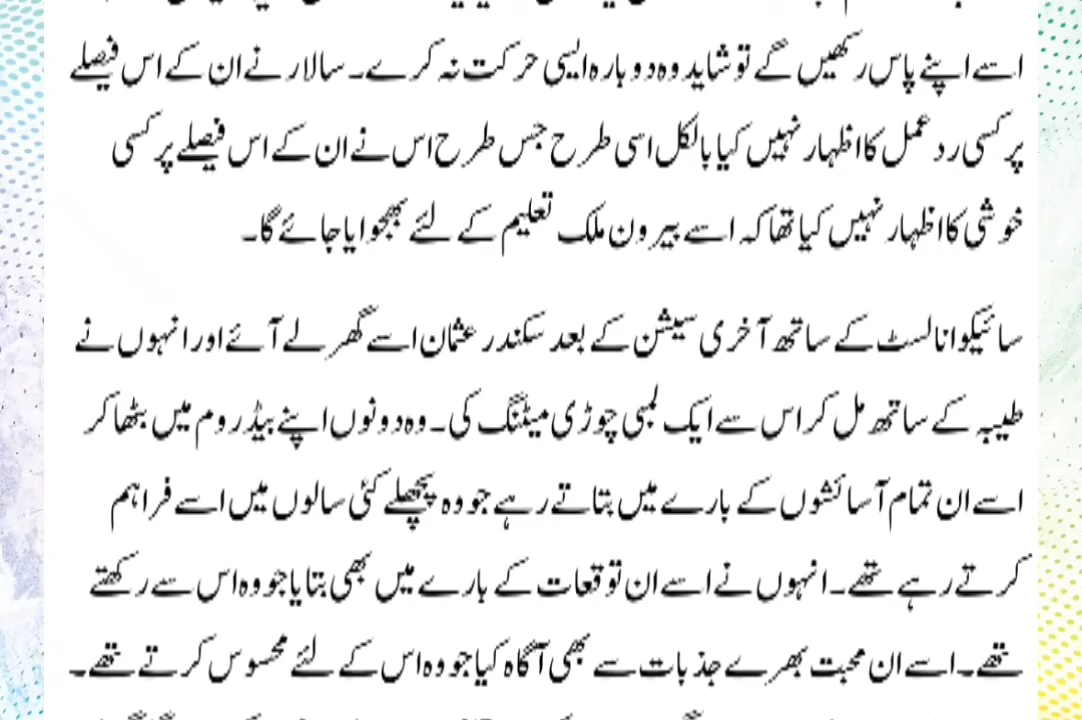 اسے اپنے پاس رکھیں گے تو شاید وہ دوبارہ ایسی حرکت نہ کرے۔ سالار نے ان کے اس فیصلے
پر کسی ردعمل کا اظہار نہیں کیا بالکل اسی طرح جس طرح اس نے ان کے اس فیصلے پر کسی
خوشی کا اظہار نہیں کیا تھا کہ اسے بیرون ملک تعلیم کے لئے بھجوایا جائے گا۔
سائیکوانالسٹ کے ساتھ آخری سیشن کے بعد سکندر عثمان اسے گھر لے آئے اور انہوں نے
طیبہ کے ساتھ مل کر اس سے ایک لمبی چوڑی میٹنگ کی۔ وہ دونوں اپنے بیڈ روم میں بٹھا کر
اسے ان تمام آسائشوں کے بارے میں بتاتے رہے جو وہ پچھلے کئی سالوں میں اسے فراہم
کرتے رہے تھے۔ انہوں نے اسے ان توقعات کے بارے میں بھی بتایا جو وہ اس سے رکھتے
تھے۔ اسے ان محبت بھرے جذبات سے بھی آگاہ کیا جو وہ اس کے لئے محسوس کرتے تھے۔